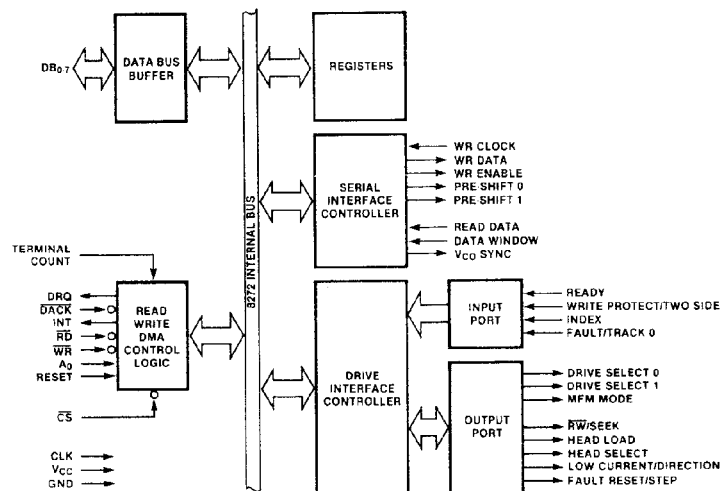 DB0-7
DATA BUS
BUFFER
REGISTERS
8272 INTERNAL BUS
SERIAL
INTERFACE
CONTROLLER
WR CLOCK
WR DATA
WR ENABLE
PRE-SHIFT 0
PRE-SHIFT 1
READ DATA
DATA WINDOW
VCO SYNC
TERMINAL
COUNT
DRQ
DACK
INT
RD
WR
A0
RESET
CS
READ
WRITE
DMA
CONTROL
LOGIC
CLK
VCC
GND
DRIVE
INTERFACE
CONTROLLER
INPUT
PORT
READY
WRITE PROTECT/TWO SIDE
INDEX
FAULT/TRACK 0
OUTPUT
PORT
DRIVE SELECT 0
DRIVE SELECT 1
MFM MODE
RW/SEEK
HEAD LOAD
HEAD SELECT
LOW CURRENT/DIRECTION
FAULT RESET/STEP